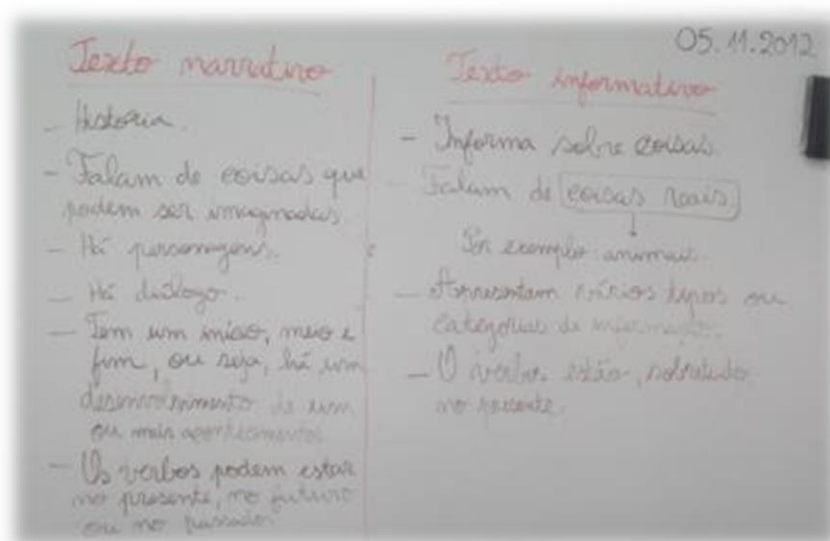 05.11.2012
Texto narrativo
- História.
- Falam de coisas que
podem ser imaginadas
- Há personagens.
- Há diálogo.
- Tem um início, meio e
fim, ou seja, há um
desenvolvimento de um
ou mais acontecimentos
- Os verbos podem estar
no presente, no futuro
ou no passado
Texto informativo
- Informa sobre coisas.
- Falam de coisas reais
Por exemplo: animais.
- Apresentam vários tipos ou
categorias de informação.
- O verbos estão, sobretudo
no presente.